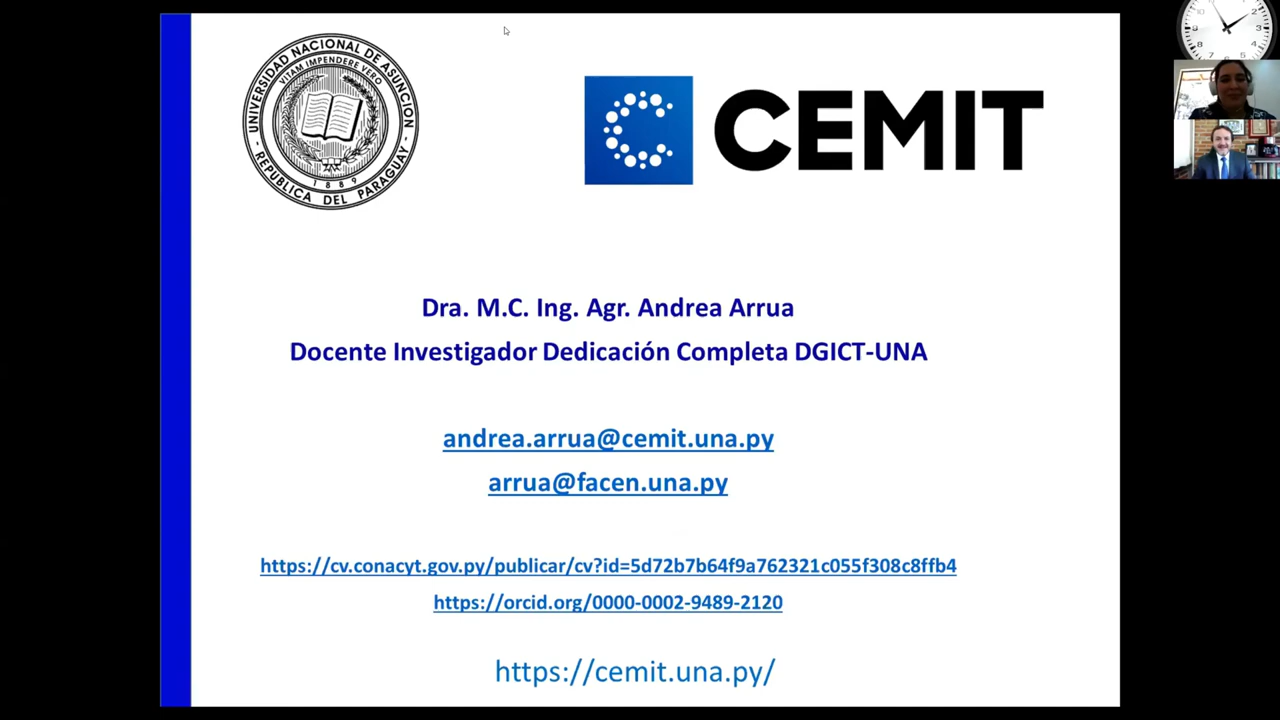 UNIVERSIDAD NACIONAL DE ASUNCION
VITAM IMPENDERE VERO
1889
REPÚBLICA DEL PARAGUAY
CEMIT
Dra. M.C. Ing. Agr. Andrea Arrua
Docente Investigador Dedicación Completa DGICT-UNA
andrea.arrua@cemit.una.py
arrua@facen.una.py
https://cv.conacyt.gov.py/publicar/cv?id=5d72b7b64f9a762321c055f308c8ffb4
https://orcid.org/0000-0002-9489-2120
https://cemit.una.py/